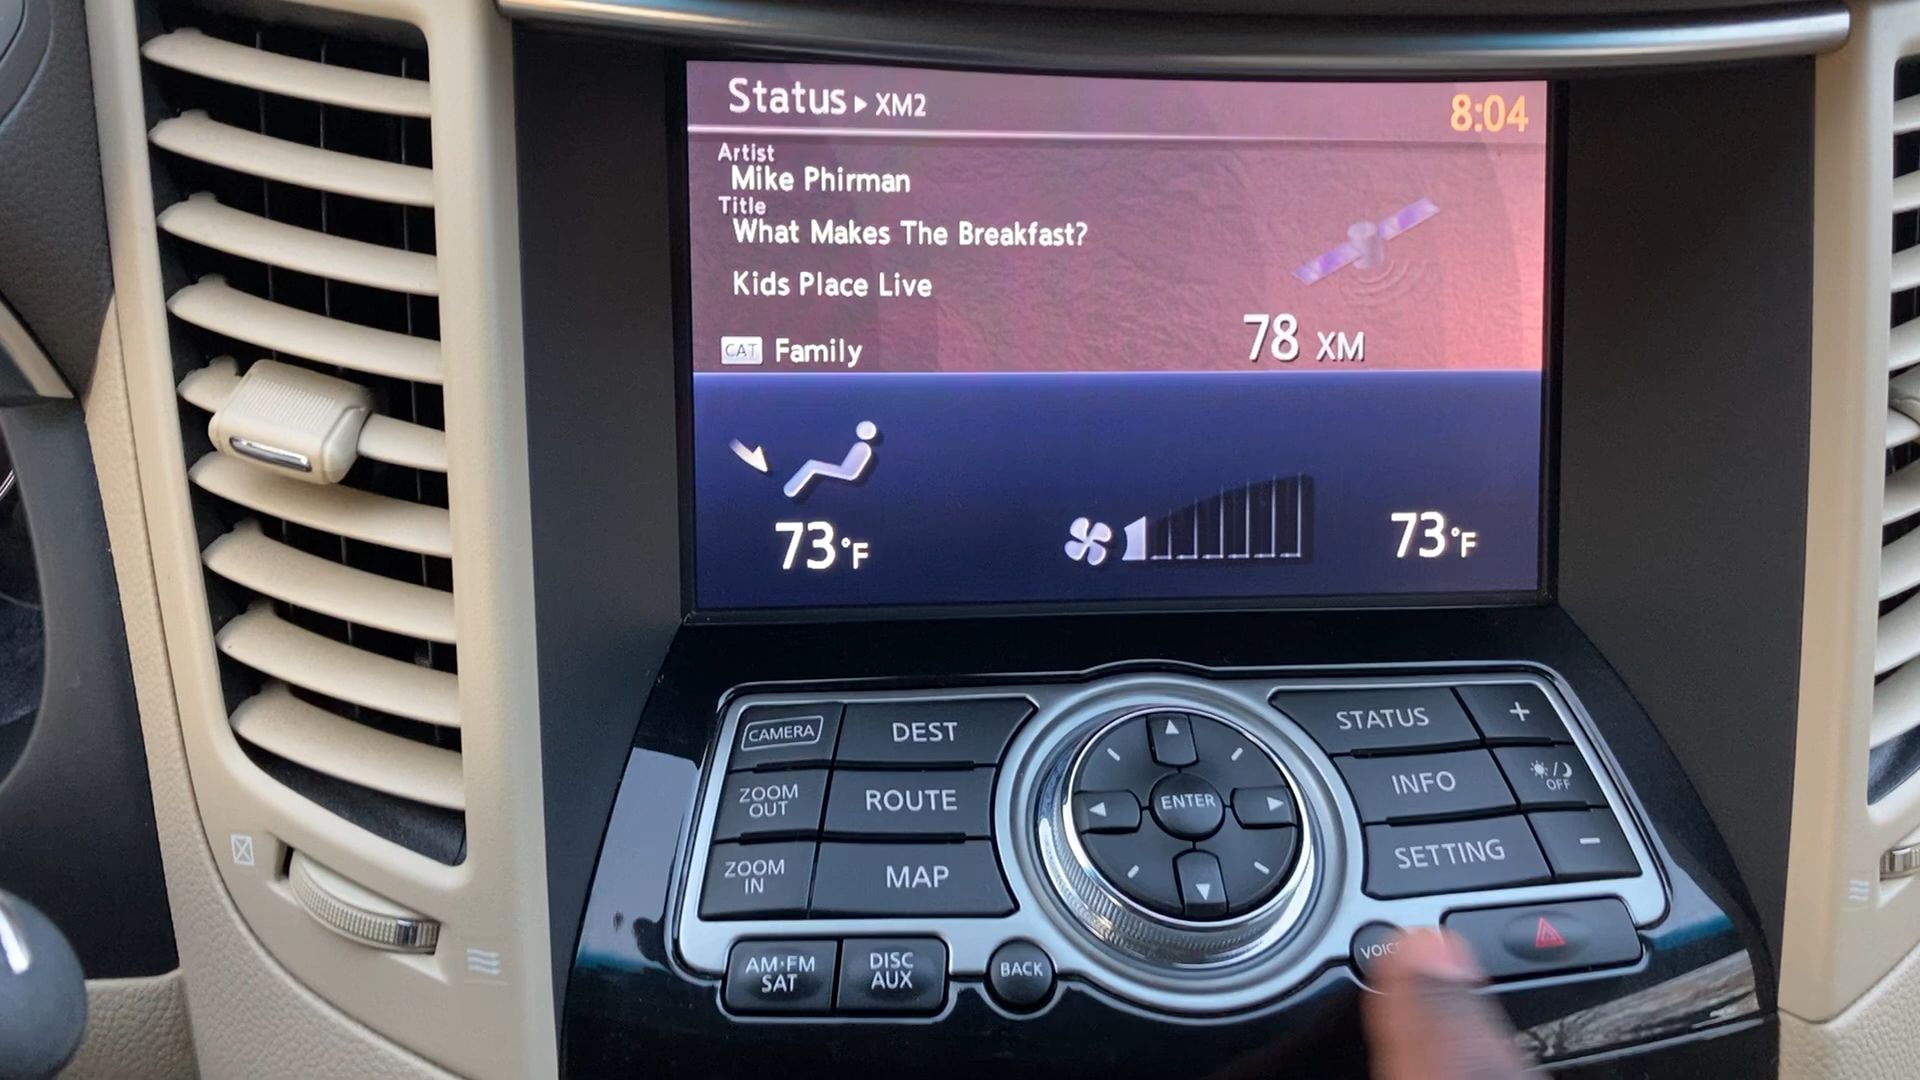 Status ▸ XM2
8:04
Artist
Mike Phirman
Title
What Makes The Breakfast?
Kids Place Live
78 XM
CAT Family
73°F
73°F
CAMERA
DEST
ZOOM
OUT
ROUTE
ZOOM
IN
MAP
ENTER
STATUS
+
INFO
OFF
SETTING
−
AM·FM
SAT
DISC
AUX
BACK
VOICE